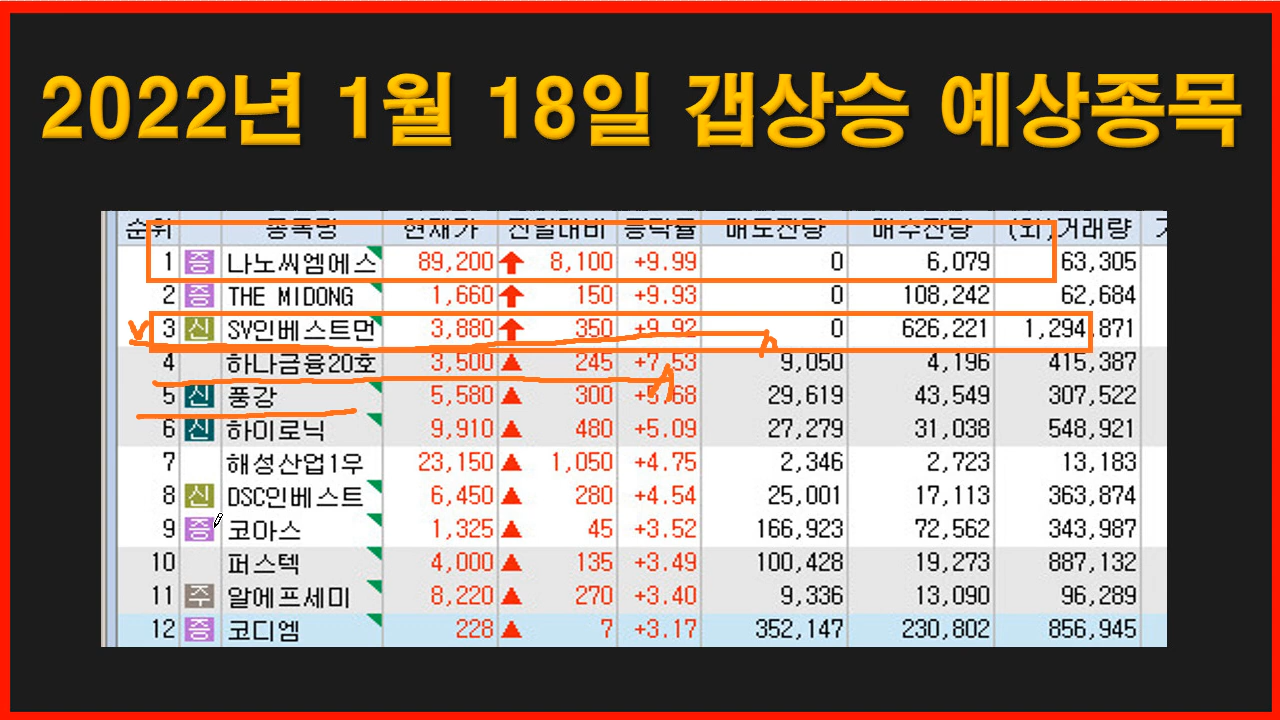 2022년 1월 18일 갭상승 예상종목
순위 종목명 현재가 전일대비 등락률 매도잔량 매수잔량 (외)거래량
1 증 나노씨엠에스 89,200 ↑ 8,100 +9.99 0 6,079 63,305
2 증 THE MIDONG 1,660 ↑ 150 +9.93 0 108,242 62,684
3 신 SV인베스트먼 3,880 ↑ 350 +9.92 0 626,221 1,294,871
4 하나금융20호 3,500 ▲ 245 +7.53 9,050 4,196 415,387
5 신 풍강 5,580 ▲ 300 +5.68 29,619 43,549 307,522
6 신 하이로닉 9,910 ▲ 480 +5.09 27,279 31,038 548,921
7 해성산업1우 23,150 ▲ 1,050 +4.75 2,346 2,723 13,183
8 신 DSC인베스트 6,450 ▲ 280 +4.54 25,001 17,113 363,874
9 증 코아스 1,325 ▲ 45 +3.52 166,923 72,562 343,987
10 퍼스텍 4,000 ▲ 135 +3.49 100,428 19,273 887,132
11 주 알에프세미 8,220 ▲ 270 +3.40 9,336 13,090 96,289
12 증 코디엠 228 ▲ 7 +3.17 352,147 230,802 856,945